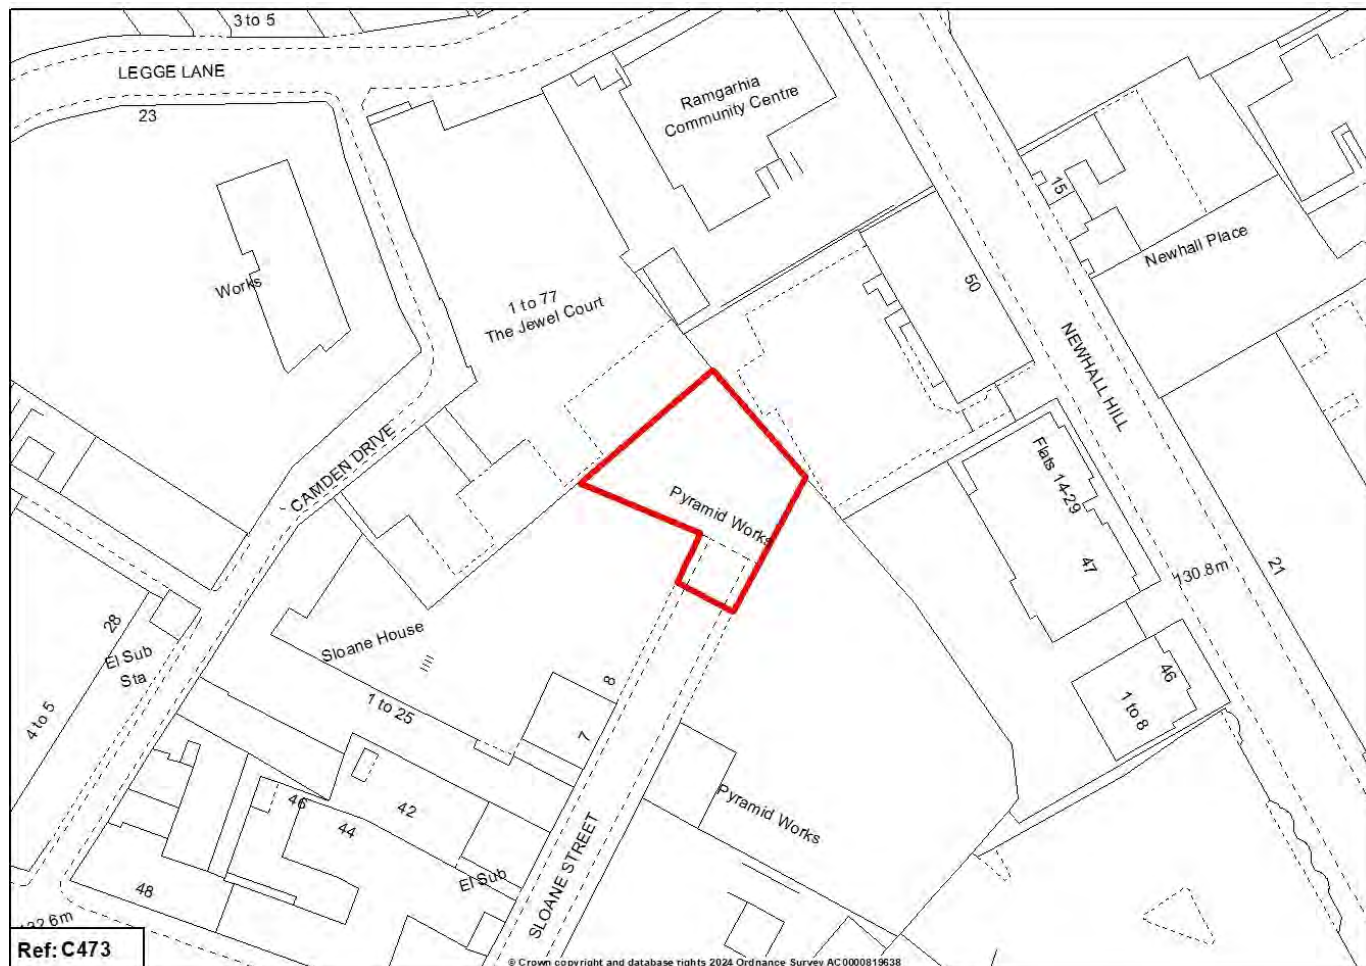 3 to 5
LEGGE LANE
23
Ramgarhia
Community Centre
15
Newhall Place
Works
1 to 77
The Jewel Court
50
NEWHALL HILL
CAMDEN DRIVE
Flats 14-29
Pyramid Works
47
130.8m
21
28
El Sub
Sta
Sloane House
4 to 5
1 to 25
8
7
46
1 to 8
46
42
44
Pyramid Works
El Sub
48
SLOANE STREET
132.6m
Ref: C473
© Crown copyright and database rights 2024 Ordnance Survey AC0000819638